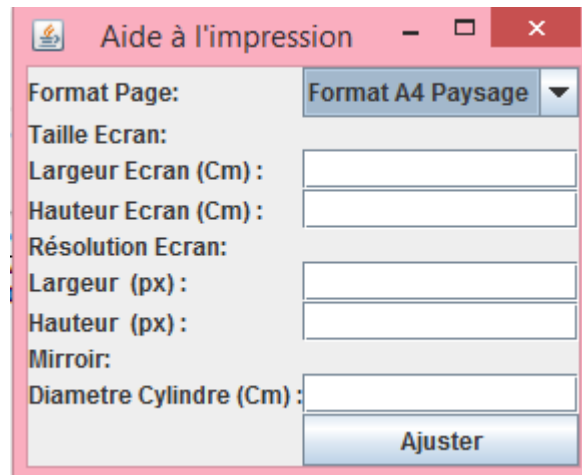 Aide à l'impression
Format Page: Format A4 Paysage
Taille Ecran:
Largeur Ecran (Cm) :
Hauteur Ecran (Cm) :
Résolution Ecran:
Largeur (px) :
Hauteur (px) :
Mirroir:
Diametre Cylindre (Cm) :
Ajuster